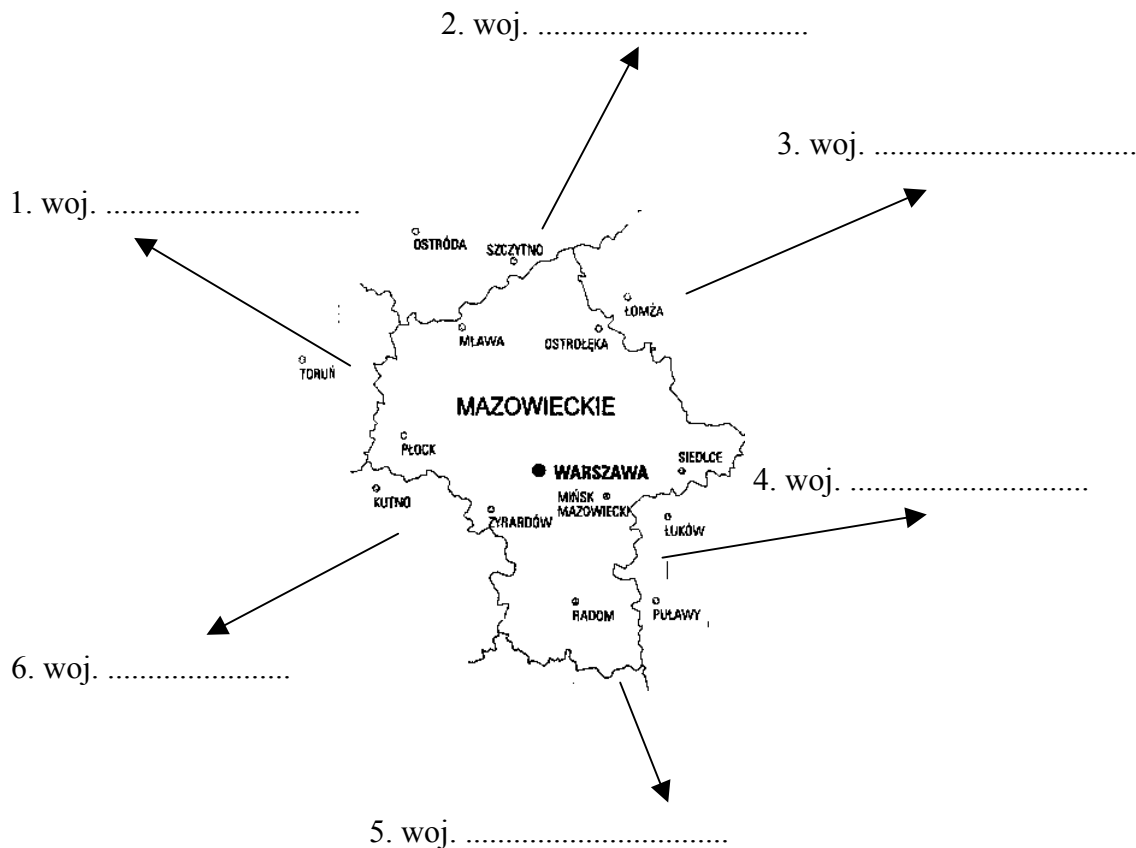 2. woj. ..................................
3. woj. .................................
1. woj. ................................
OSTRÓDA
SZCZYTNO
ŁOMŻA
MŁAWA
OSTROŁĘKA
TORUŃ
MAZOWIECKIE
PŁOCK
WARSZAWA
SIEDLCE
4. woj. ..............................
KUTNO
MIŃSK
MAZOWIECKI
ŻYRARDÓW
ŁUKÓW
RADOM
PUŁAWY
6. woj. .......................
5. woj. .................................